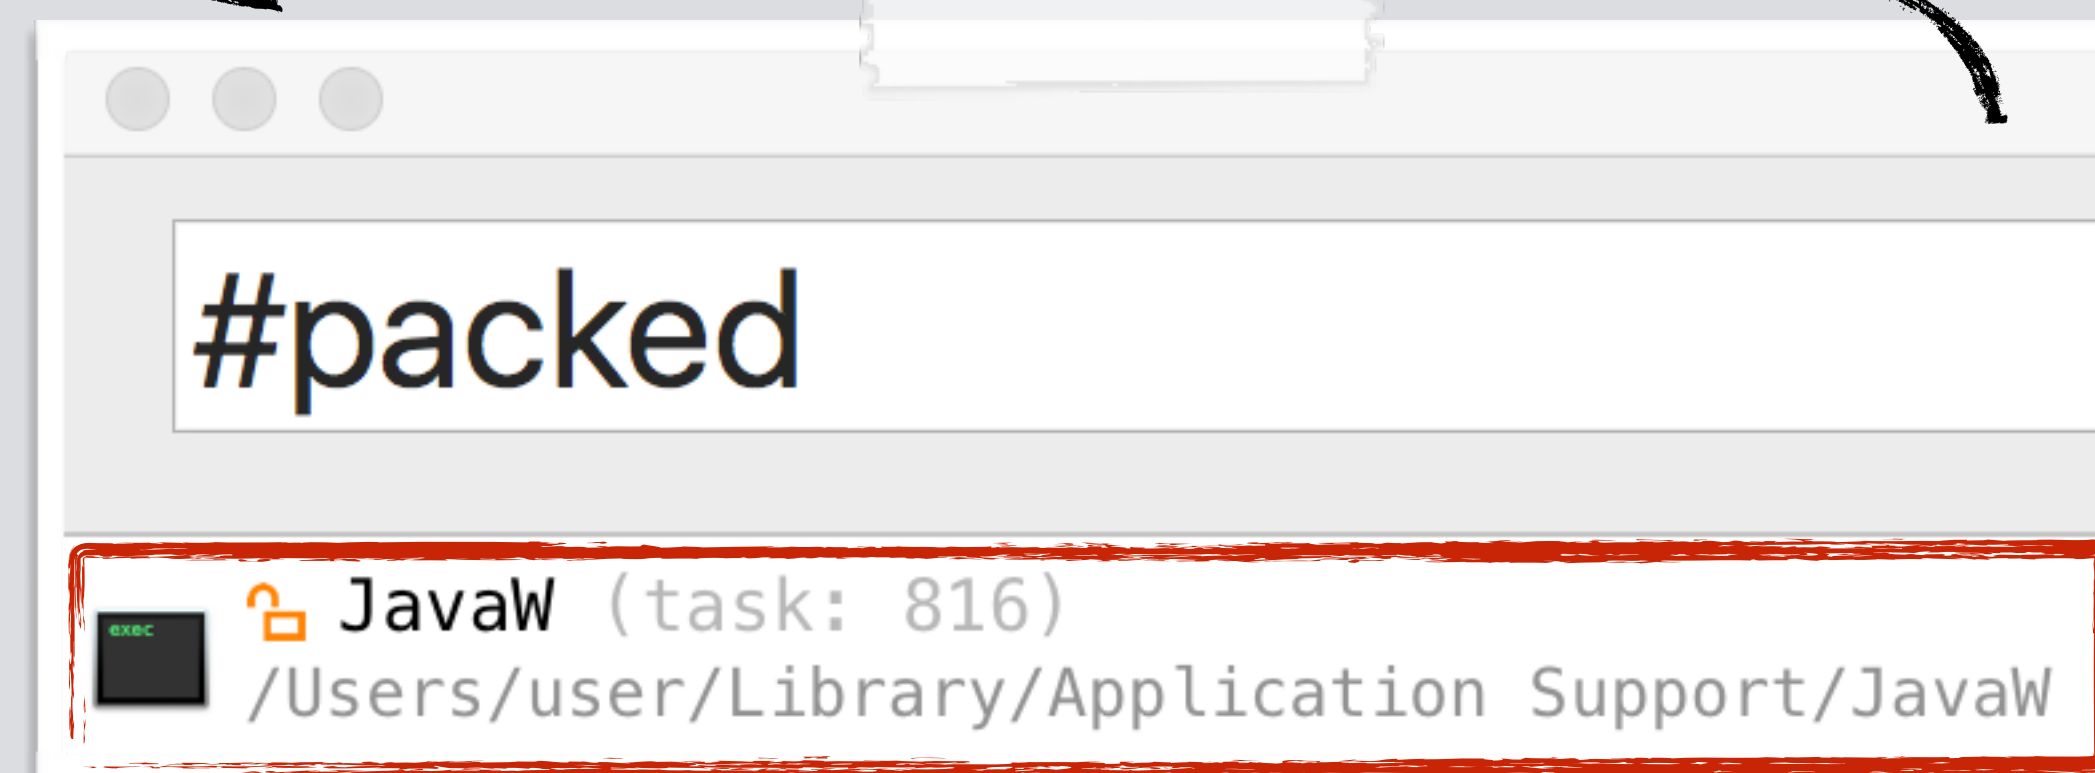 #packed
exec
JavaW (task: 816)
/Users/user/Library/Application Support/JavaW